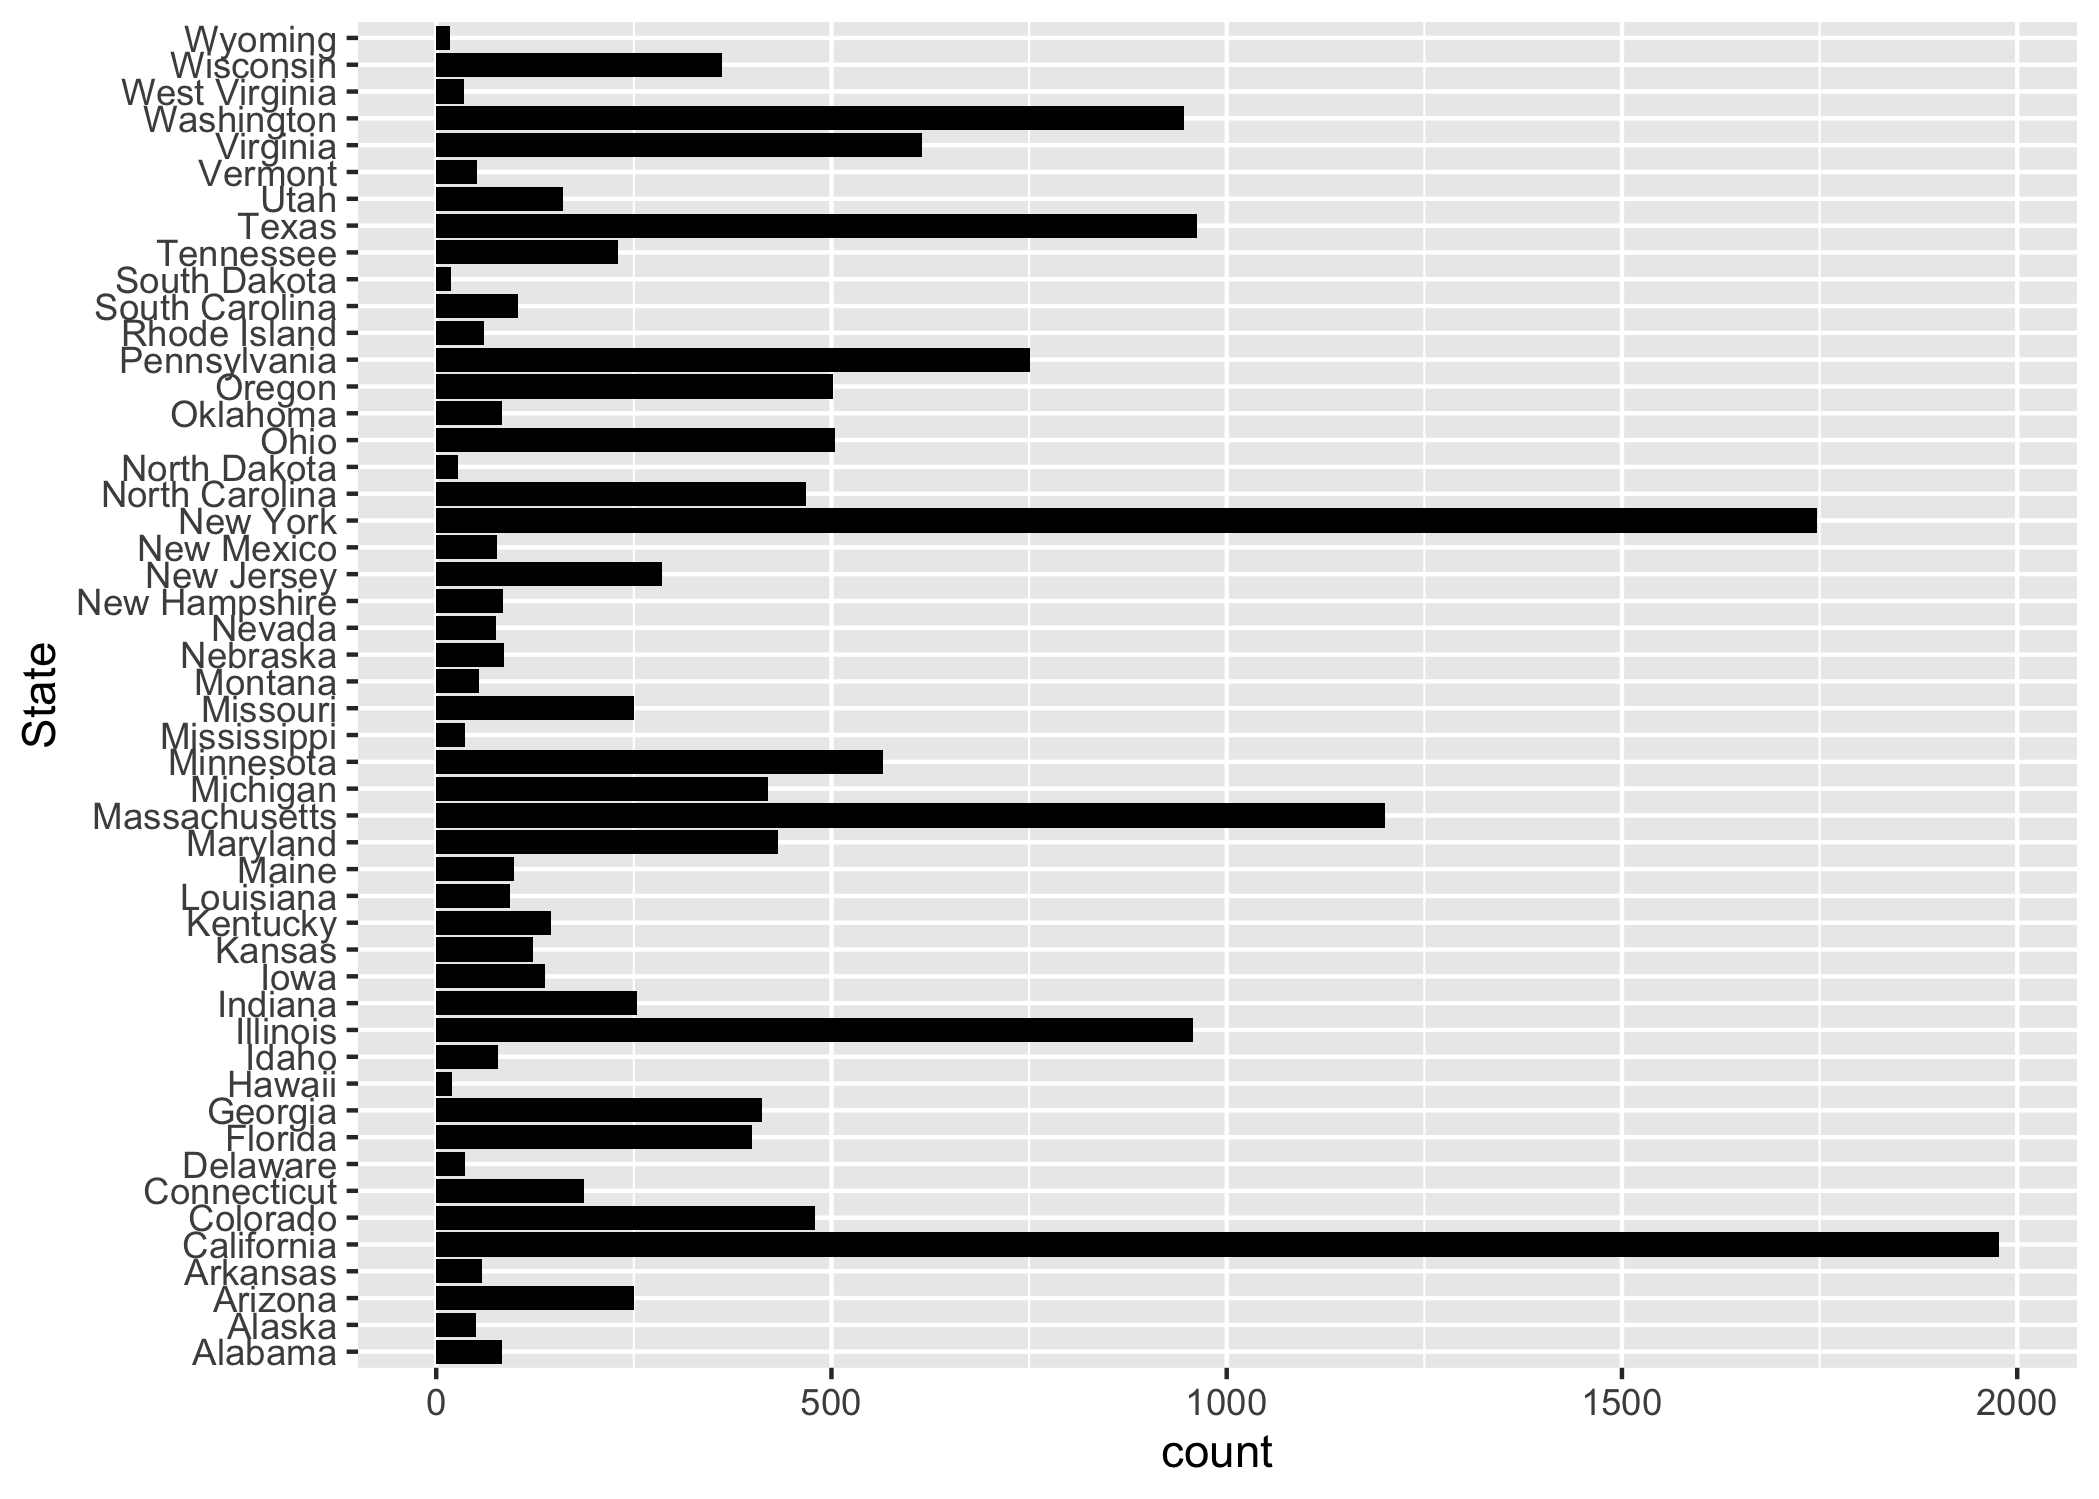 Wyoming
Wisconsin
West Virginia
Washington
Virginia
Vermont
Utah
Texas
Tennessee
South Dakota
South Carolina
Rhode Island
Pennsylvania
Oregon
Oklahoma
Ohio
North Dakota
North Carolina
New York
New Mexico
New Jersey
New Hampshire
Nevada
Nebraska
Montana
Missouri
Mississippi
Minnesota
Michigan
Massachusetts
Maryland
Maine
Louisiana
Kentucky
Kansas
Iowa
Indiana
Illinois
Idaho
Hawaii
Georgia
Florida
Delaware
Connecticut
Colorado
California
Arkansas
Arizona
Alaska
Alabama
State
0 500 1000 1500 2000
count